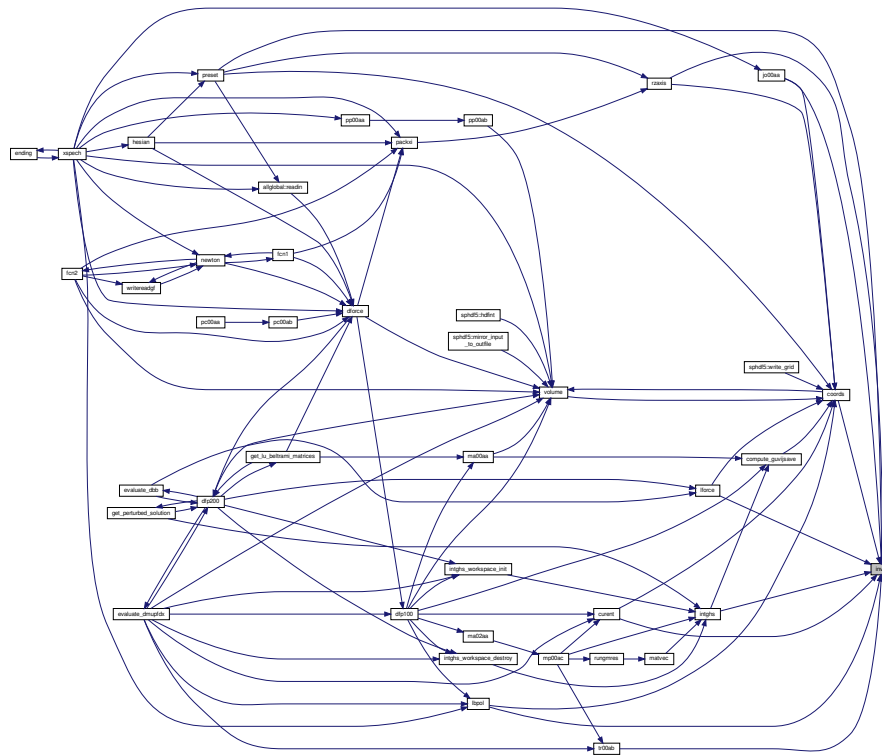 preset
jo00aa
rzaxis
pp00aa
pp00ab
hesian
packxi
ending
xspech
allglobal::readin
fcn1
newton
fcn2
writereadgf
dforce
sphdf5::hdfint
pc00aa
pc00ab
sphdf5::mirror_input
_to_outfile
sphdf5::write_grid
volume
coords
get_lu_beltrami_matrices
ma00aa
compute_guvijsave
evaluate_dbb
lforce
dfp200
get_perturbed_solution
intghs_workspace_init
evaluate_dmupfdx
dfp100
curent
intghs
ma02aa
intghs_workspace_destroy
mp00ac
rungmres
matvec
lbpol
tr00ab